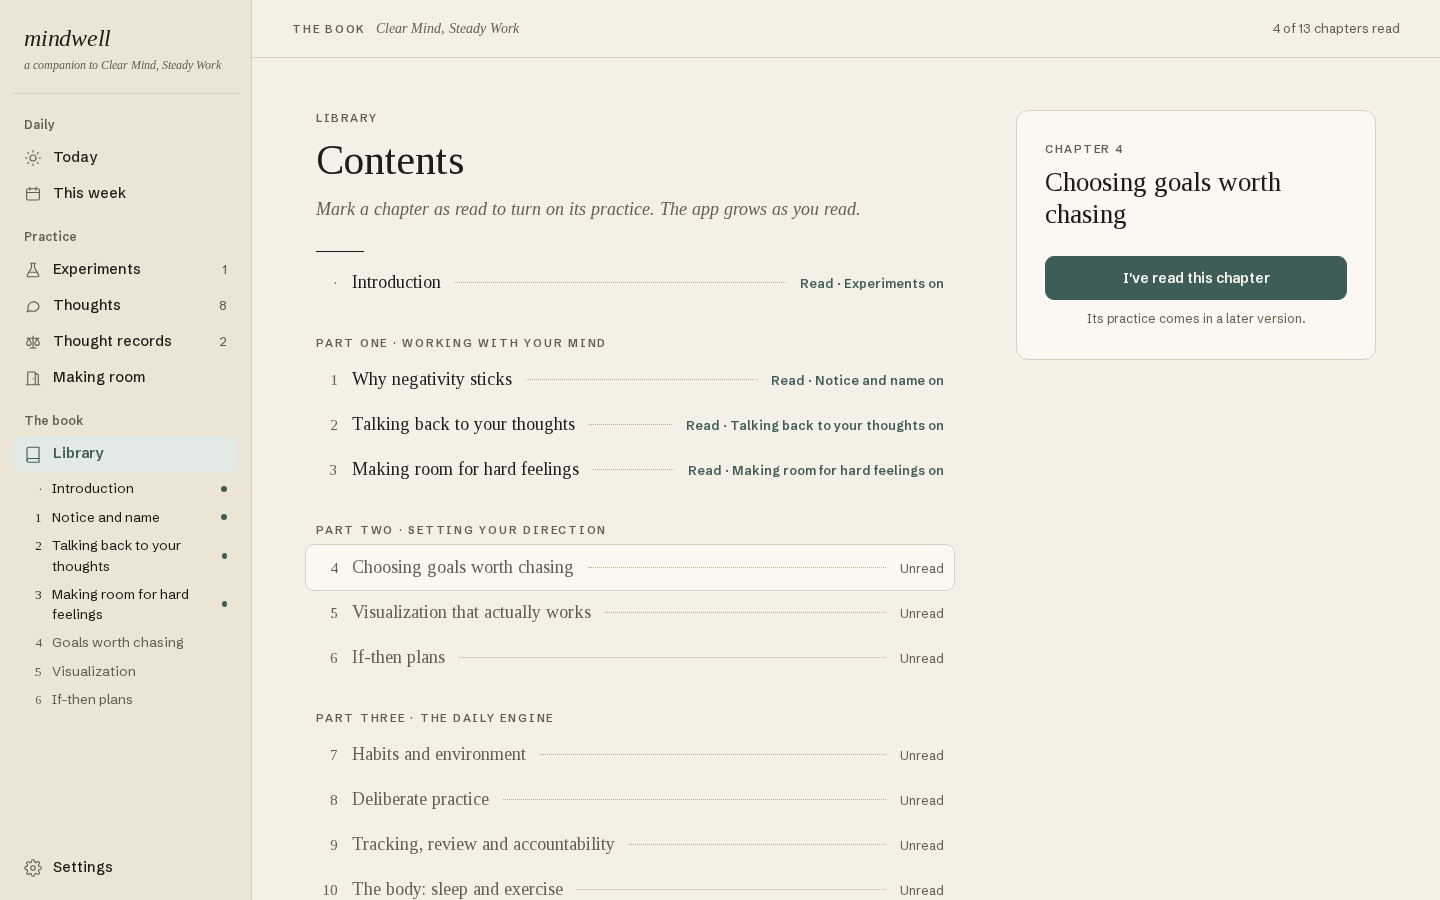 mindwell
a companion to Clear Mind, Steady Work
Daily
Today
This week
Practice
Experiments 1
Thoughts 8
Thought records 2
Making room
The book
Library
· Introduction
1 Notice and name
2 Talking back to your
thoughts
3 Making room for hard
feelings
4 Goals worth chasing
5 Visualization
6 If-then plans
Settings
THE BOOK Clear Mind, Steady Work
4 of 13 chapters read
LIBRARY
Contents
Mark a chapter as read to turn on its practice. The app grows as you read.
· Introduction Read · Experiments on
PART ONE · WORKING WITH YOUR MIND
1 Why negativity sticks Read · Notice and name on
2 Talking back to your thoughts Read · Talking back to your thoughts on
3 Making room for hard feelings Read · Making room for hard feelings on
PART TWO · SETTING YOUR DIRECTION
4 Choosing goals worth chasing Unread
5 Visualization that actually works Unread
6 If-then plans Unread
PART THREE · THE DAILY ENGINE
7 Habits and environment Unread
8 Deliberate practice Unread
9 Tracking, review and accountability Unread
10 The body: sleep and exercise Unread
CHAPTER 4
Choosing goals worth
chasing
I've read this chapter
Its practice comes in a later version.